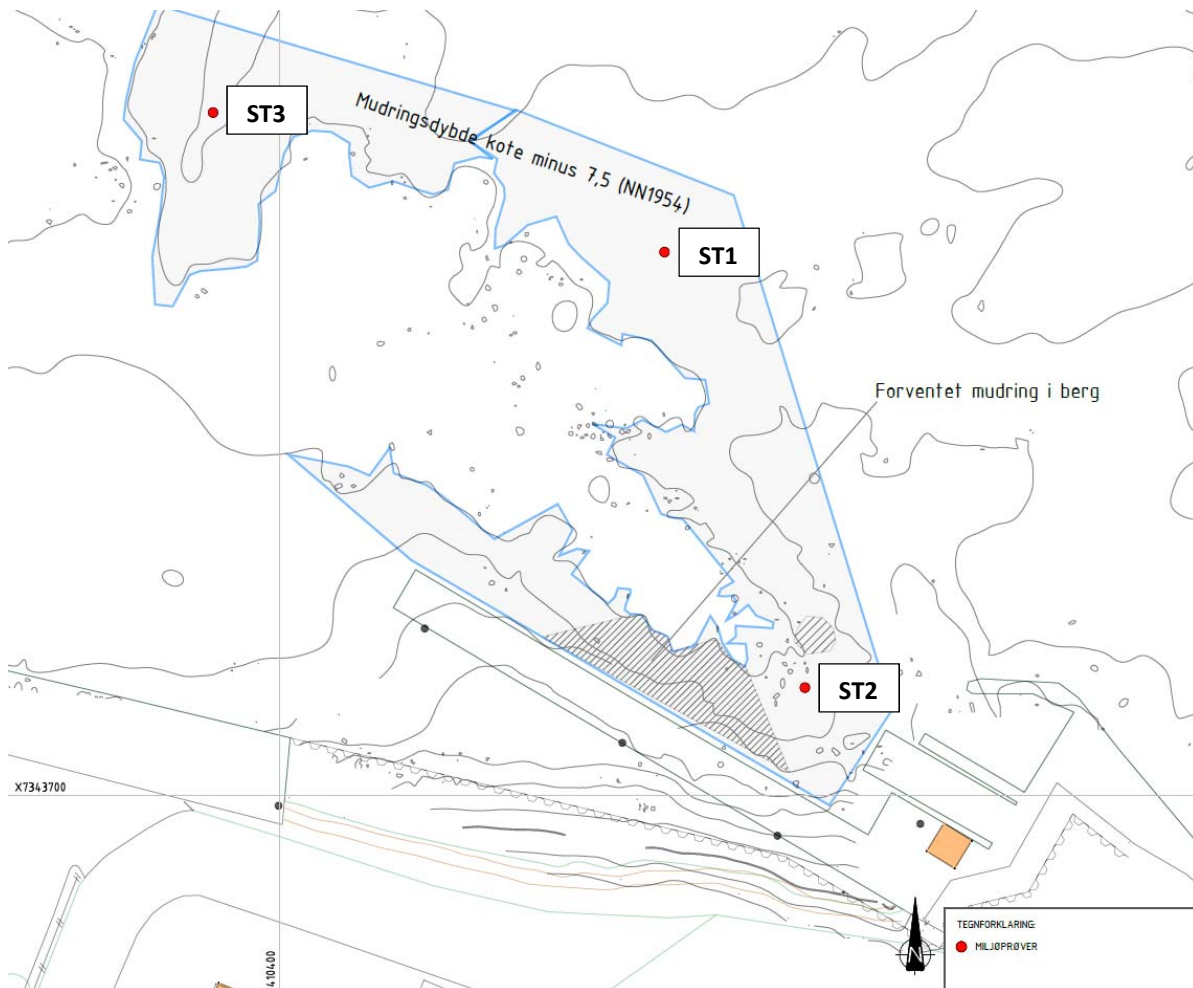 ST3
Mudringsdybde kote minus 7,5 (NN1954)
ST1
Forventet mudring i berg
ST2
X7343700
410400
N
TEGNFORKLARING:
MILJØPRØVER